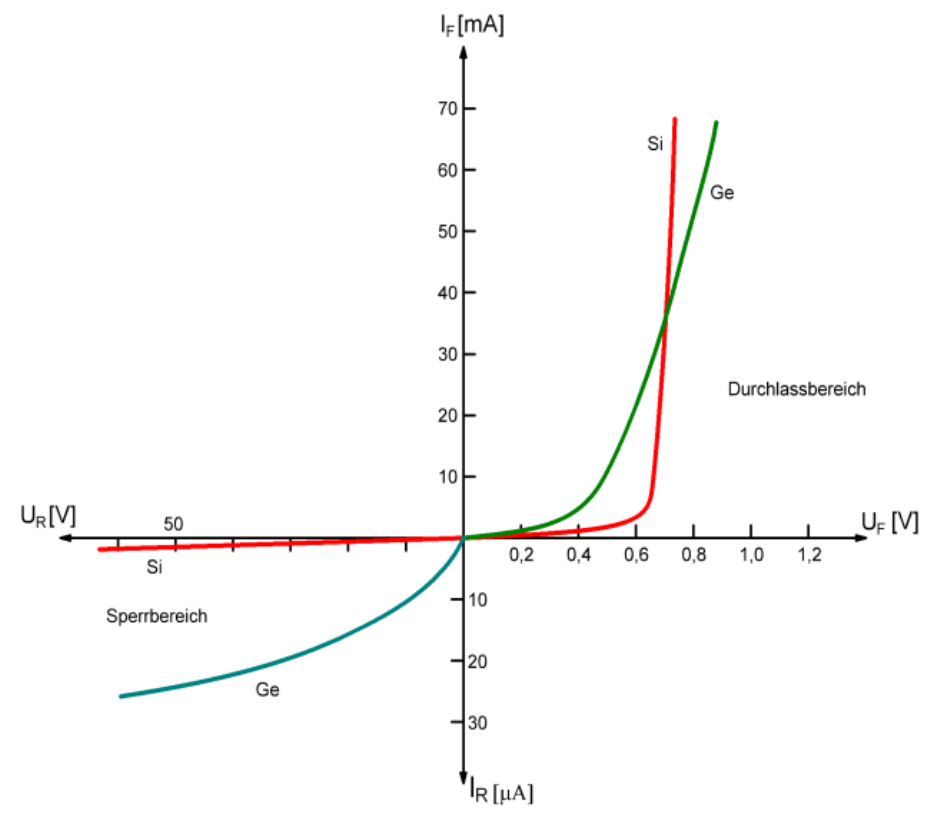 I_F [mA]
70
60
50
40
30
20
10
Si
Ge
Durchlassbereich
U_R [V]
50
U_F [V]
0,2 0,4 0,6 0,8 1,0 1,2
Si
Sperrbereich
Ge
10
20
30
I_R [μA]